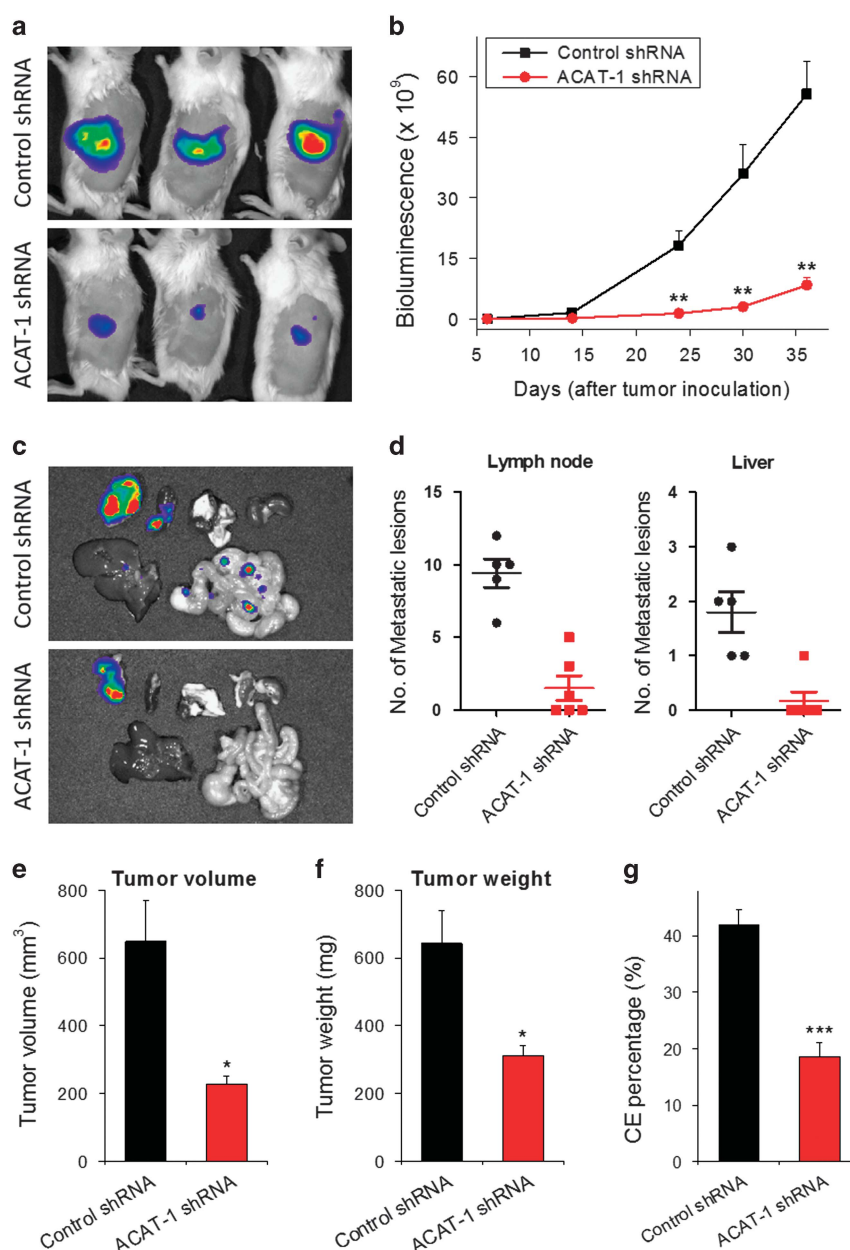 a
Control shRNA
ACAT-1 shRNA
b
Control shRNA
ACAT-1 shRNA
Bioluminescence (x 10⁹)
60
45
30
15
0
** ** **
5 10 15 20 25 30 35
Days (after tumor inoculation)
c
Control shRNA
ACAT-1 shRNA
d
Lymph node
No. of Metastatic lesions
15
10
5
0
Control shRNA
ACAT-1 shRNA
Liver
No. of Metastatic lesions
4
3
2
1
0
Control shRNA
ACAT-1 shRNA
e
Tumor volume
Tumor volume (mm³)
800
600
400
200
0
*
Control shRNA
ACAT-1 shRNA
f
Tumor weight
Tumor weight (mg)
800
600
400
200
0
*
Control shRNA
ACAT-1 shRNA
g
CE percentage (%)
40
30
20
10
0
***
Control shRNA
ACAT-1 shRNA